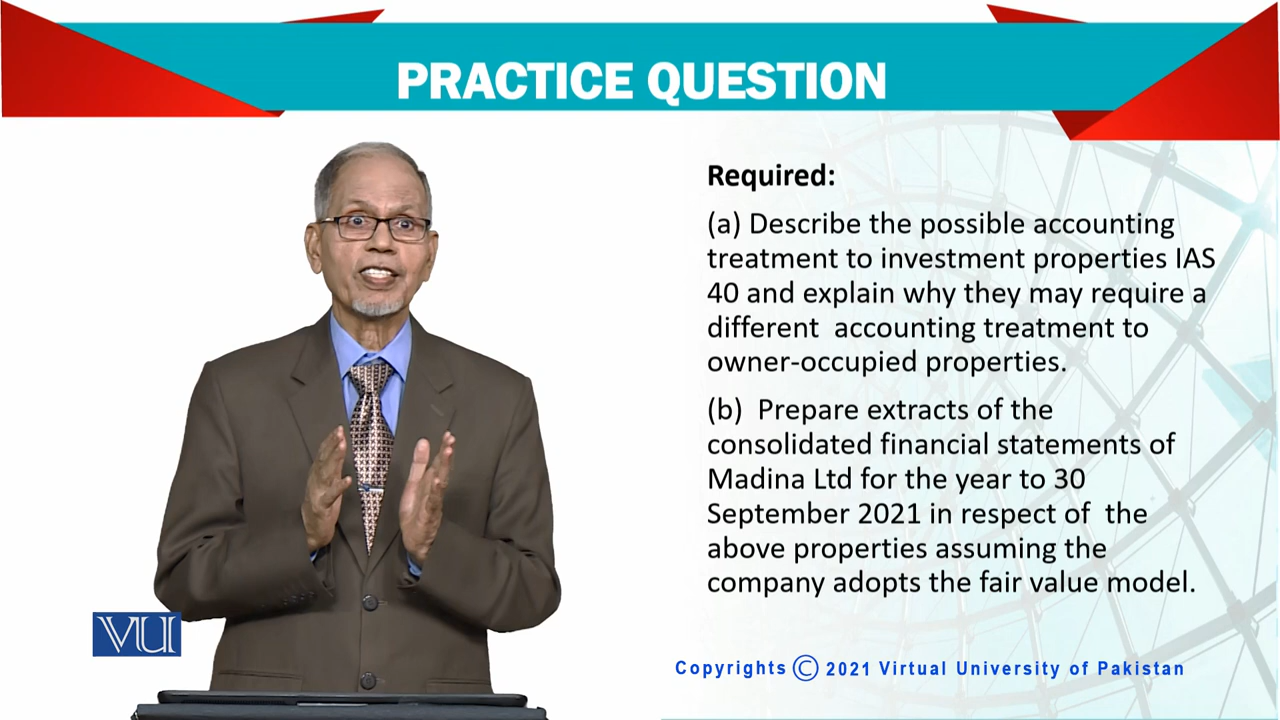 PRACTICE QUESTION
Required:
(a) Describe the possible accounting
treatment to investment properties IAS
40 and explain why they may require a
different accounting treatment to
owner-occupied properties.
(b) Prepare extracts of the
consolidated financial statements of
Madina Ltd for the year to 30
September 2021 in respect of the
above properties assuming the
company adopts the fair value model.
VU
Copyrights © 2021 Virtual University of Pakistan